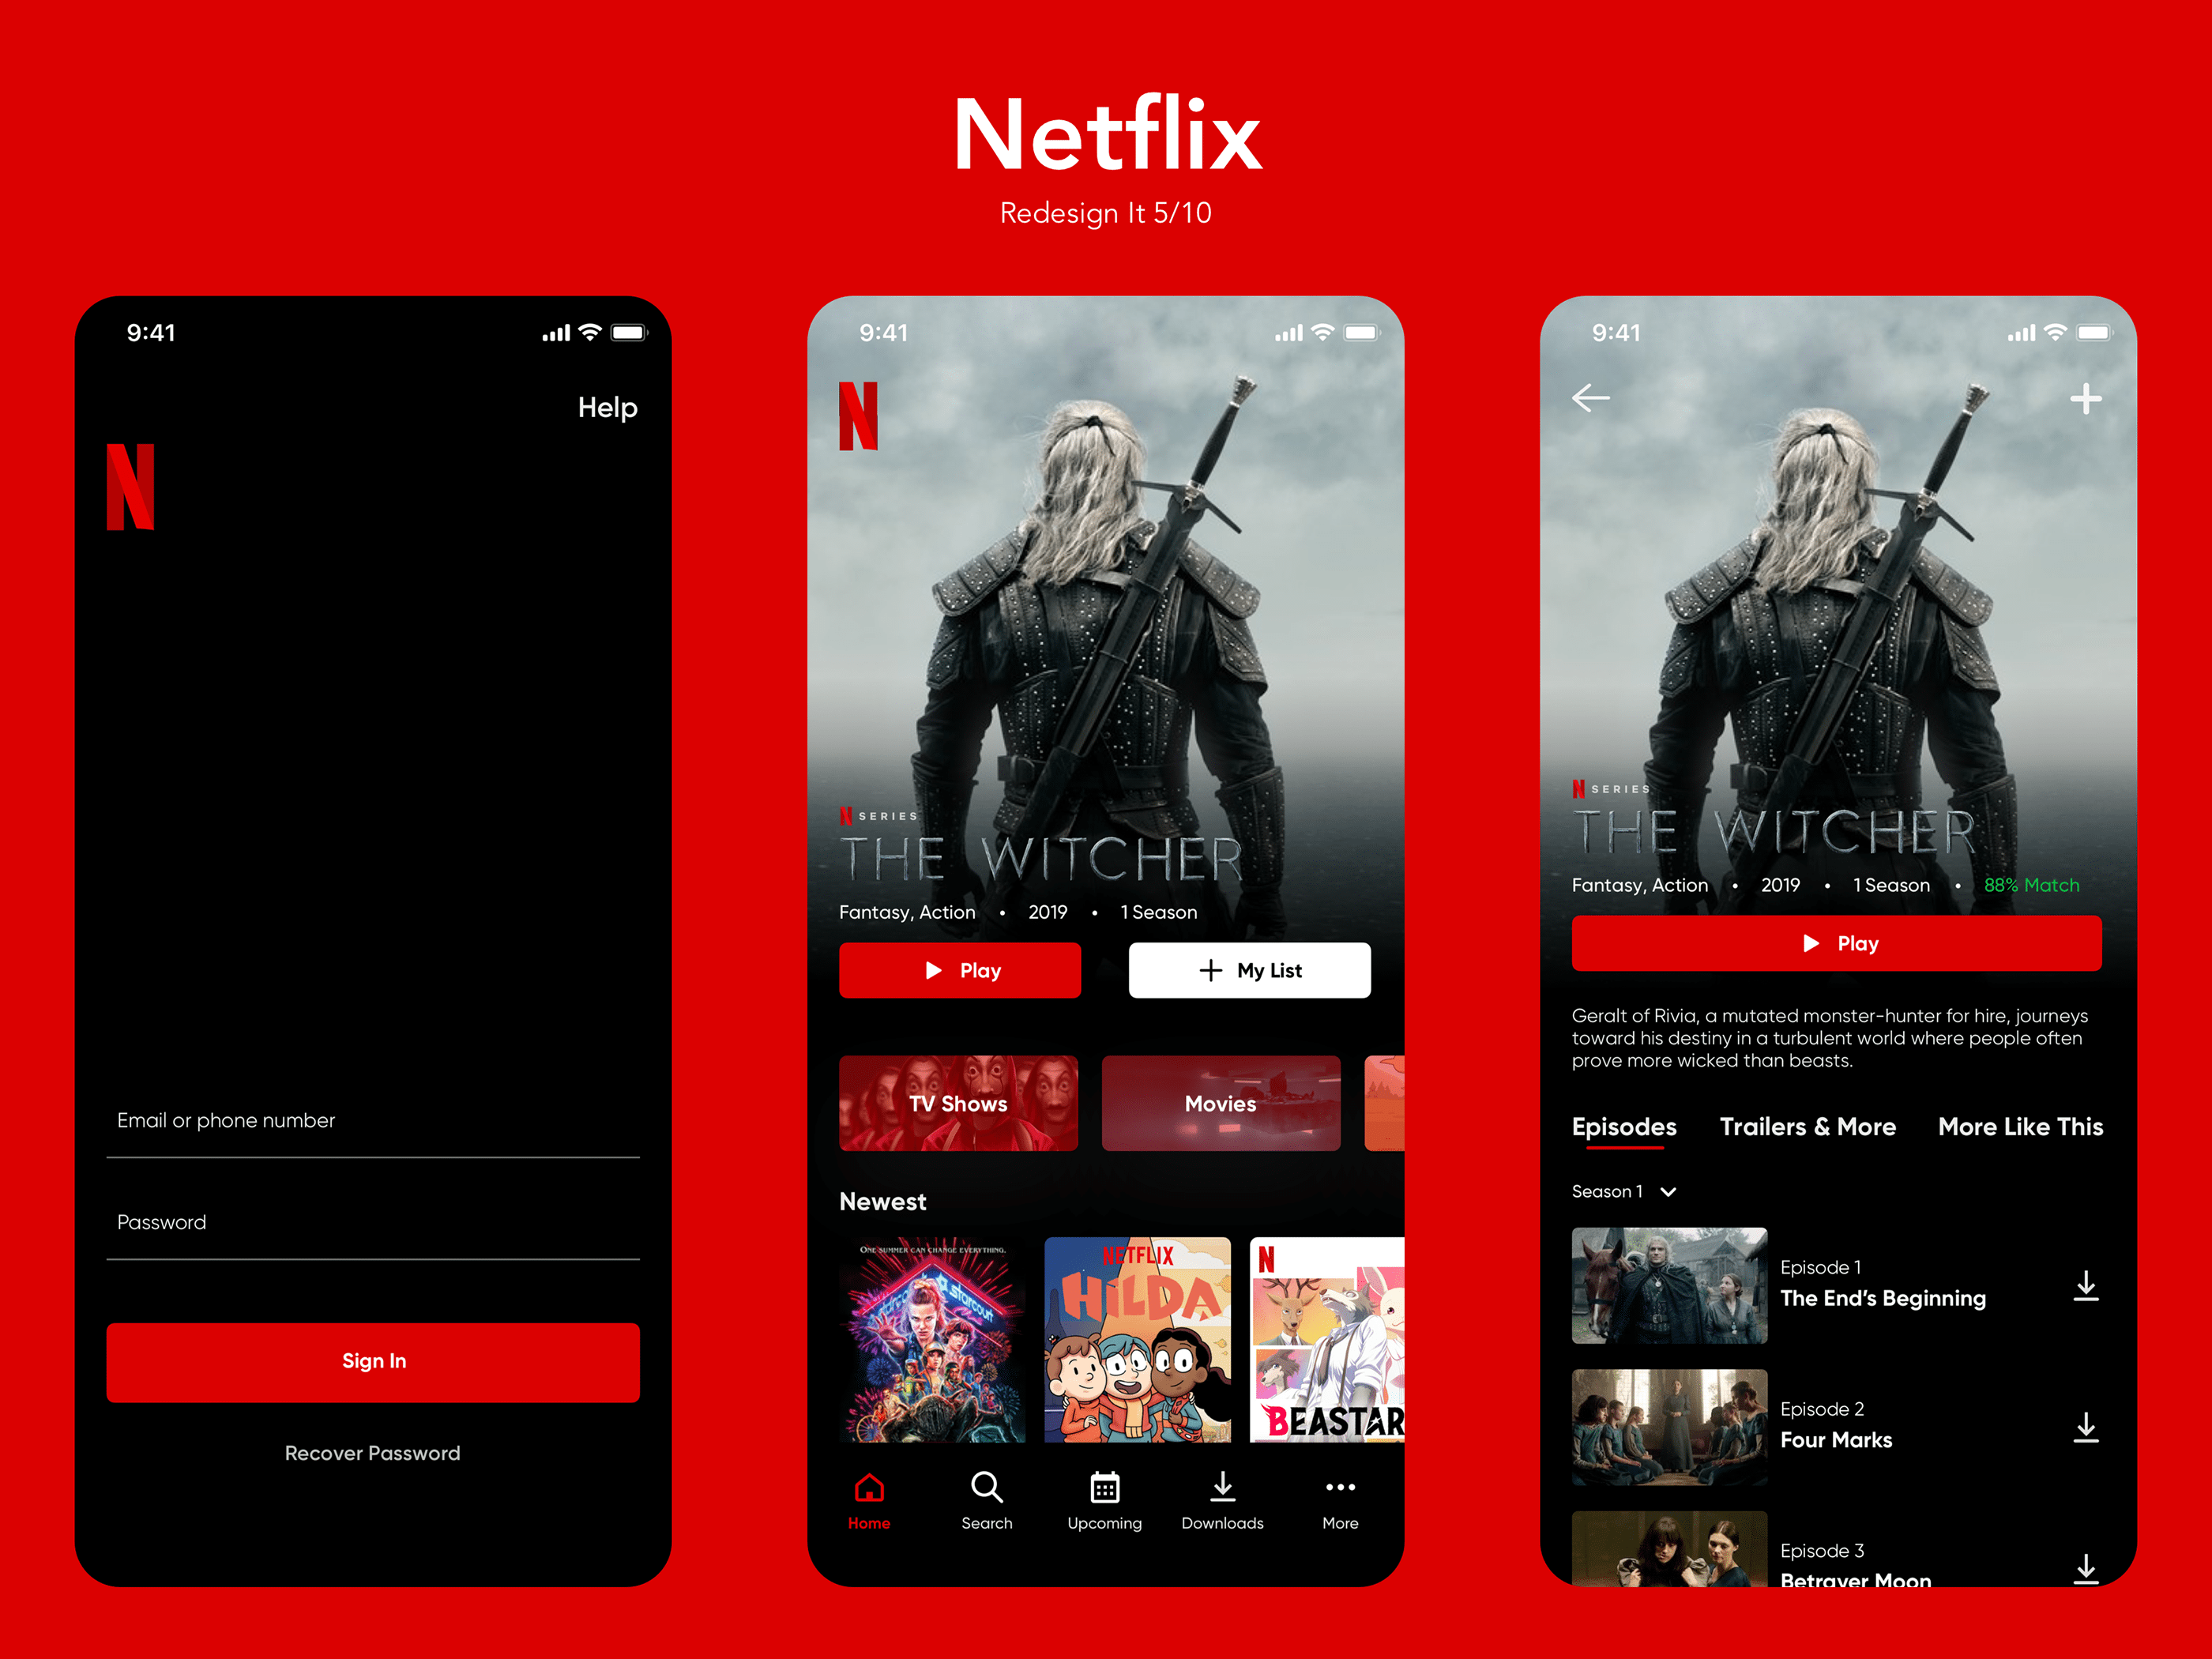 Netflix
Redesign It 5/10
9:41
Help
N
Email or phone number
Password
Sign In
Recover Password
9:41
N
N SERIES
THE WITCHER
Fantasy, Action • 2019 • 1 Season
Play
My List
TV Shows
Movies
Newest
ONE SUMMER CAN CHANGE EVERYTHING.
starcourt
NETFLIX
HILDA
N
BEASTAR
Home
Search
Upcoming
Downloads
More
9:41
N SERIES
THE WITCHER
Fantasy, Action • 2019 • 1 Season • 88% Match
Play
Geralt of Rivia, a mutated monster-hunter for hire, journeys
toward his destiny in a turbulent world where people often
prove more wicked than beasts.
Episodes
Trailers & More
More Like This
Season 1
Episode 1
The End's Beginning
Episode 2
Four Marks
Episode 3
Betrayer Moon